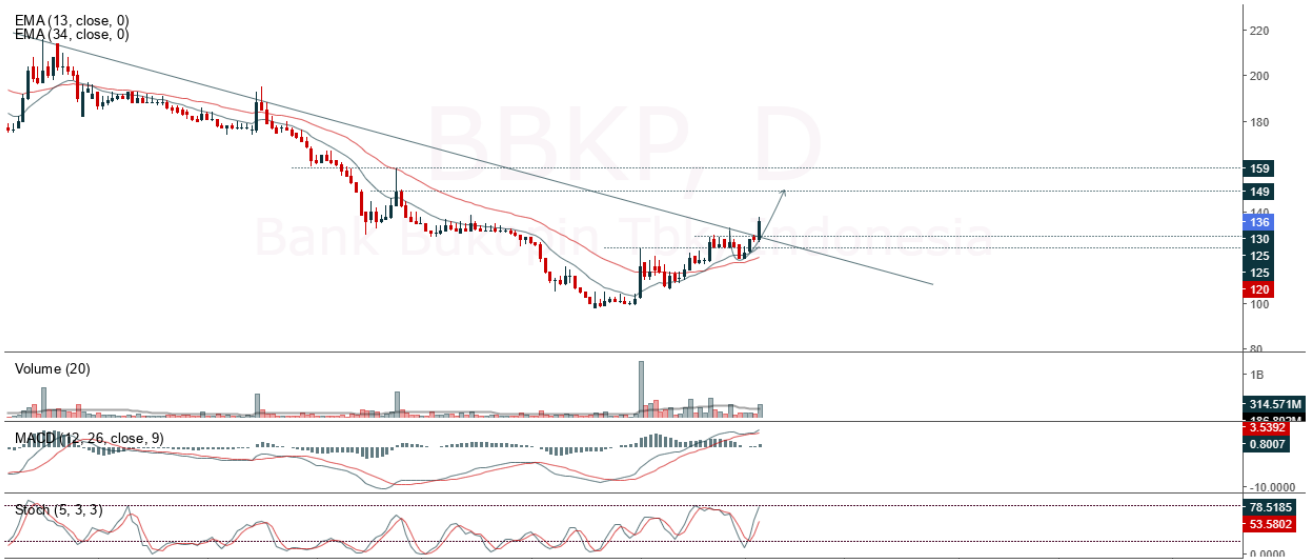 EMA (13, close, 0)
EMA (34, close, 0)
BBKP, D
Bank Bukopin Tbk. Indonesia
220
200
180
159
149
140
136
130
125
125
120
100
80
Volume (20)
1B
314.571M
MACD (12, 26, close, 9)
3.5392
0.8007
-10.0000
Stoch (5, 3, 3)
78.5185
53.5802
0.0000